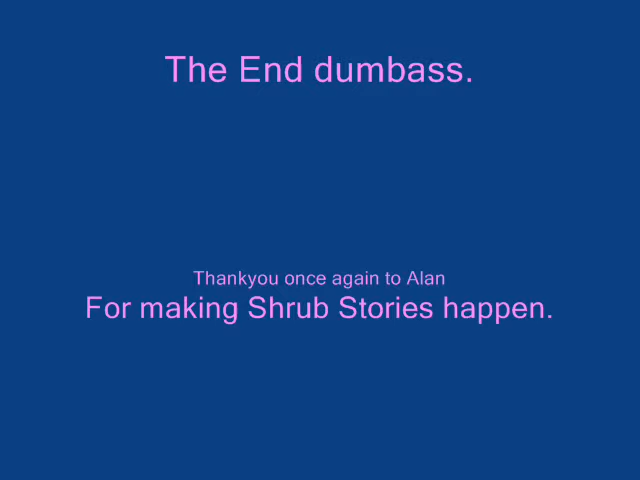 The End dumbass.
Thankyou once again to Alan
For making Shrub Stories happen.